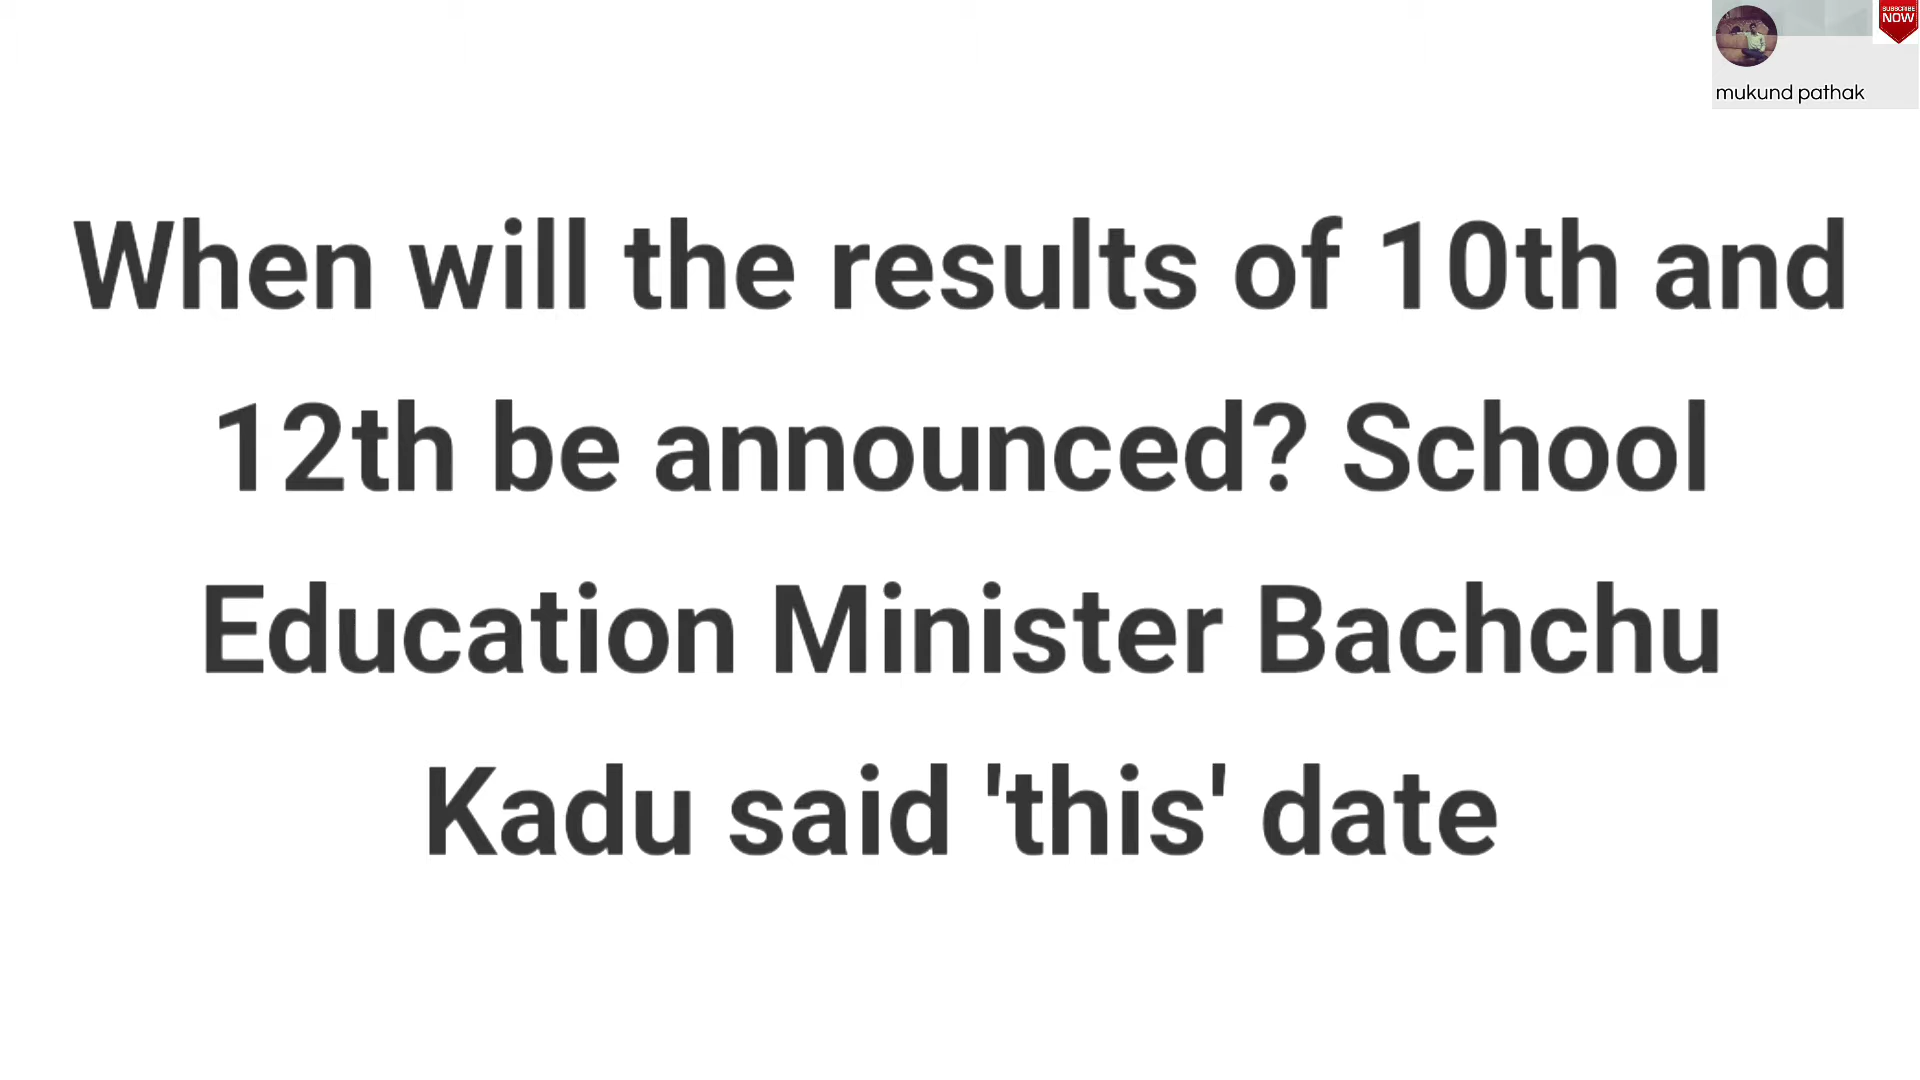 SUBSCRIBE
NOW
mukund pathak
When will the results of 10th and
12th be announced? School
Education Minister Bachchu
Kadu said 'this' date